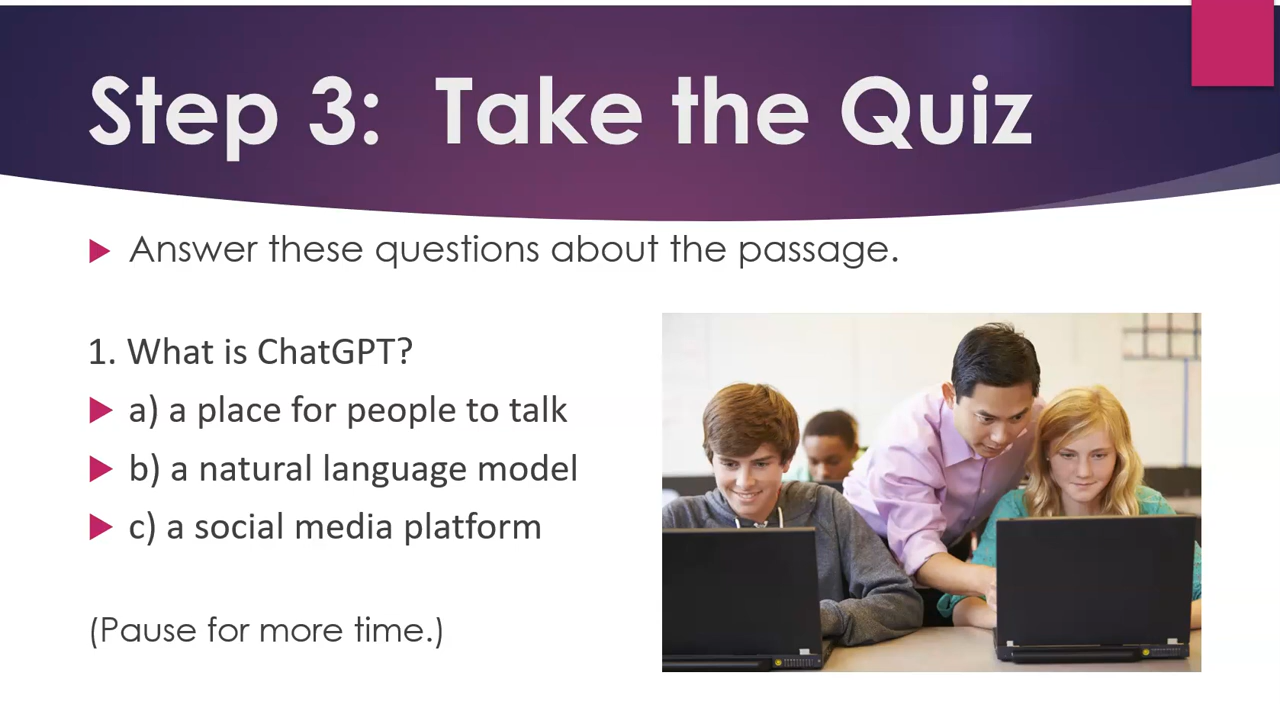 Step 3: Take the Quiz
Answer these questions about the passage.
1. What is ChatGPT?
a) a place for people to talk
b) a natural language model
c) a social media platform
(Pause for more time.)